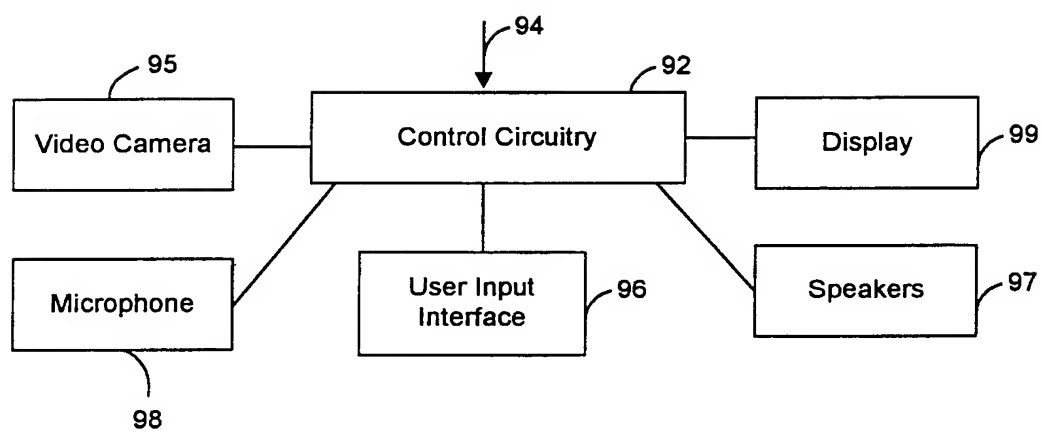 94
95
92
Video Camera
Control Circuitry
Display
99
Microphone
User Input
Interface
96
Speakers
97
98